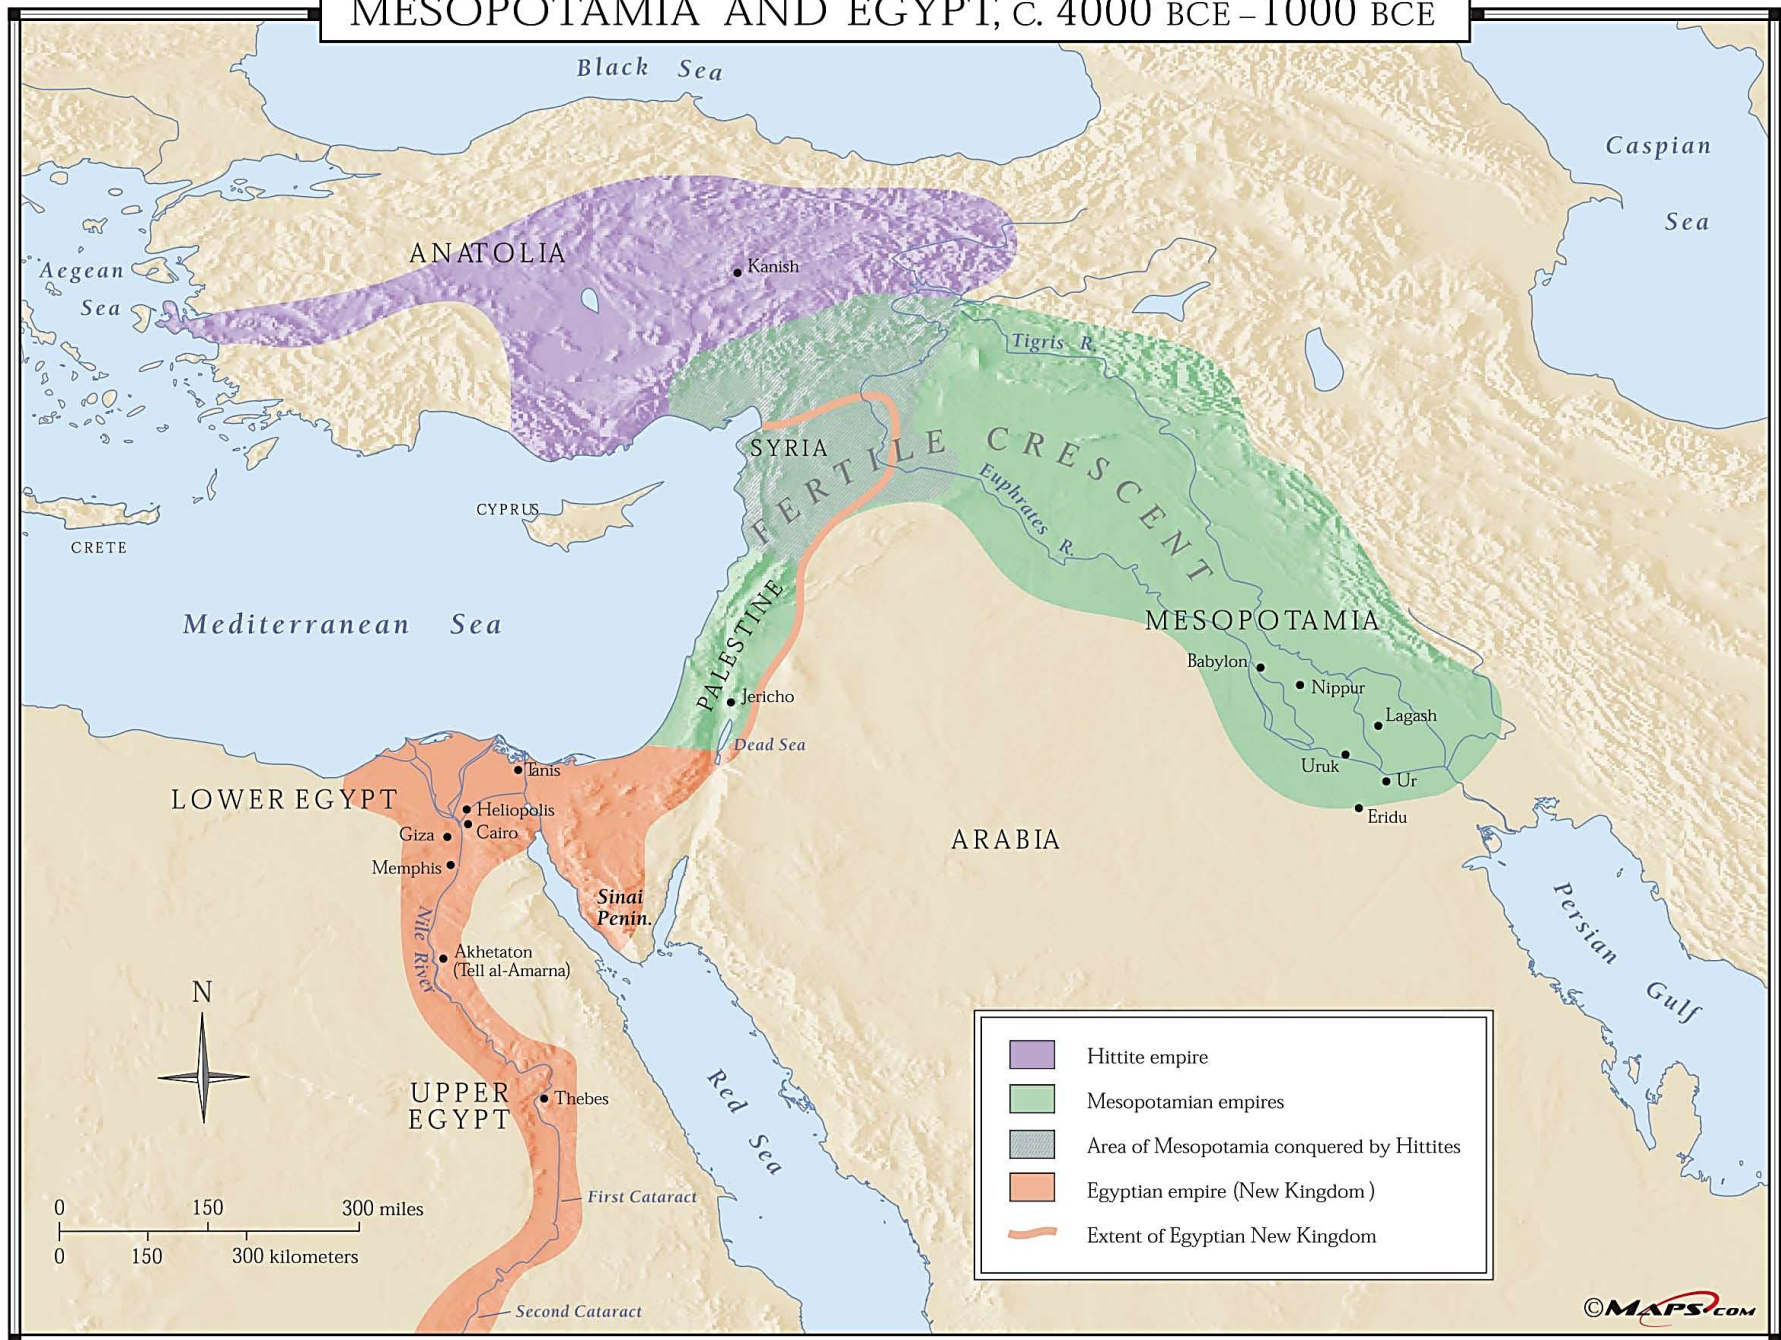 MESOPOTAMIA AND EGYPT, C. 4000 BCE – 1000 BCE
Black Sea
Caspian
Sea
ANATOLIA
Kanish
Aegean
Sea
Tigris R.
SYRIA
FERTILE CRESCENT
Euphrates R.
CYPRUS
CRETE
Mediterranean Sea
PALESTINE
MESOPOTAMIA
Babylon
Nippur
Jericho
Lagash
Dead Sea
Uruk
Ur
Eridu
Tanis
LOWER EGYPT
Heliopolis
Cairo
Giza
Memphis
ARABIA
Sinai
Penin.
Nile River
Akhetaton
(Tell al-Amarna)
Persian Gulf
N
UPPER
EGYPT
Thebes
Red Sea
First Cataract
Second Cataract
0 150 300 miles
0 150 300 kilometers
Hittite empire
Mesopotamian empires
Area of Mesopotamia conquered by Hittites
Egyptian empire (New Kingdom)
Extent of Egyptian New Kingdom
©MAPS.COM